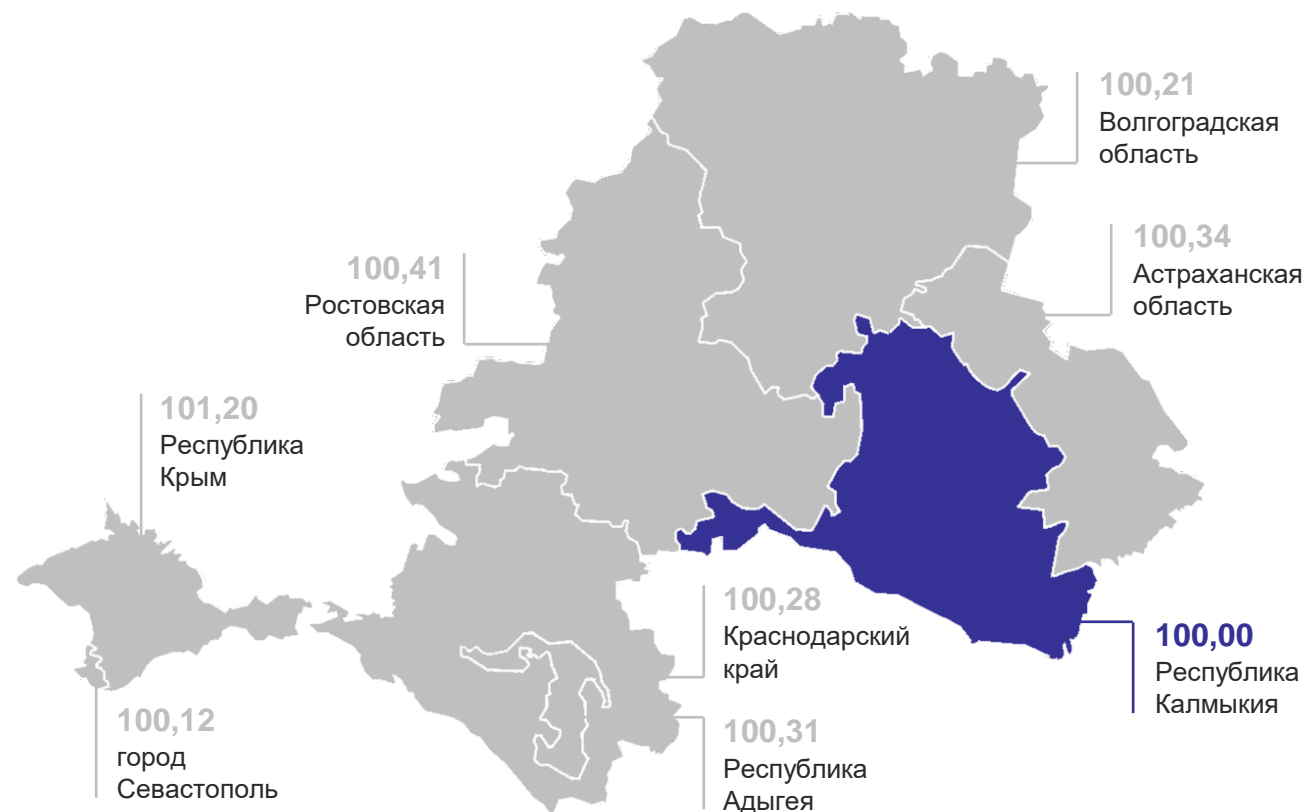 100,21
Волгоградская
область
100,34
Астраханская
область
100,41
Ростовская
область
101,20
Республика
Крым
100,28
Краснодарский
край
100,00
Республика
Калмыкия
100,12
город
Севастополь
100,31
Республика
Адыгея